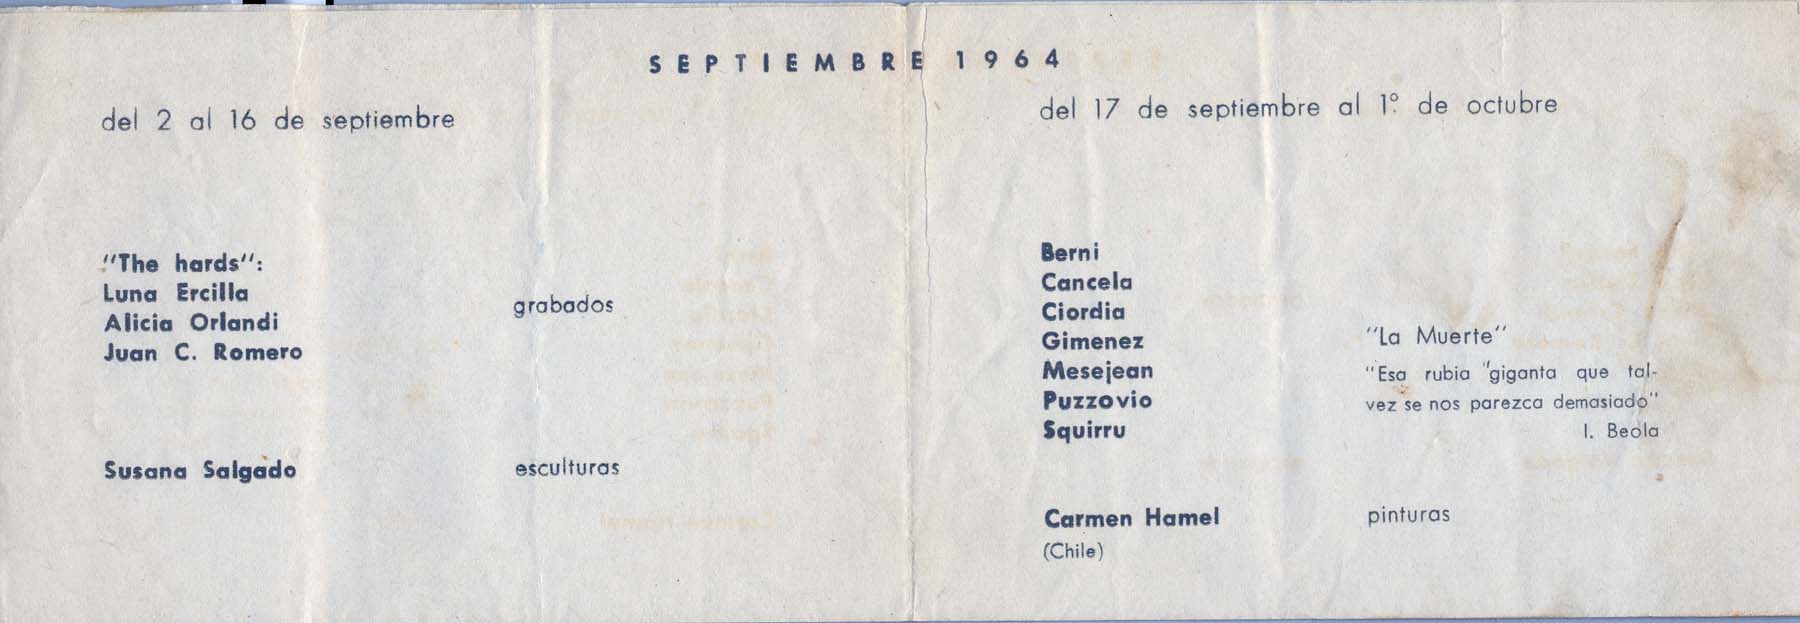 SEPTIEMBRE 1964
del 2 al 16 de septiembre
"The hards":
Luna Ercilla
Alicia Orlandi
Juan C. Romero
grabados
Susana Salgado
esculturas
del 17 de septiembre al 1º de octubre
Berni
Cancela
Ciordia
Gimenez
Mesejean
Puzzovio
Squirru
"La Muerte"
"Esa rubia "giganta que tal-
vez se nos parezca demasiado"
I. Beola
Carmen Hamel
(Chile)
pinturas